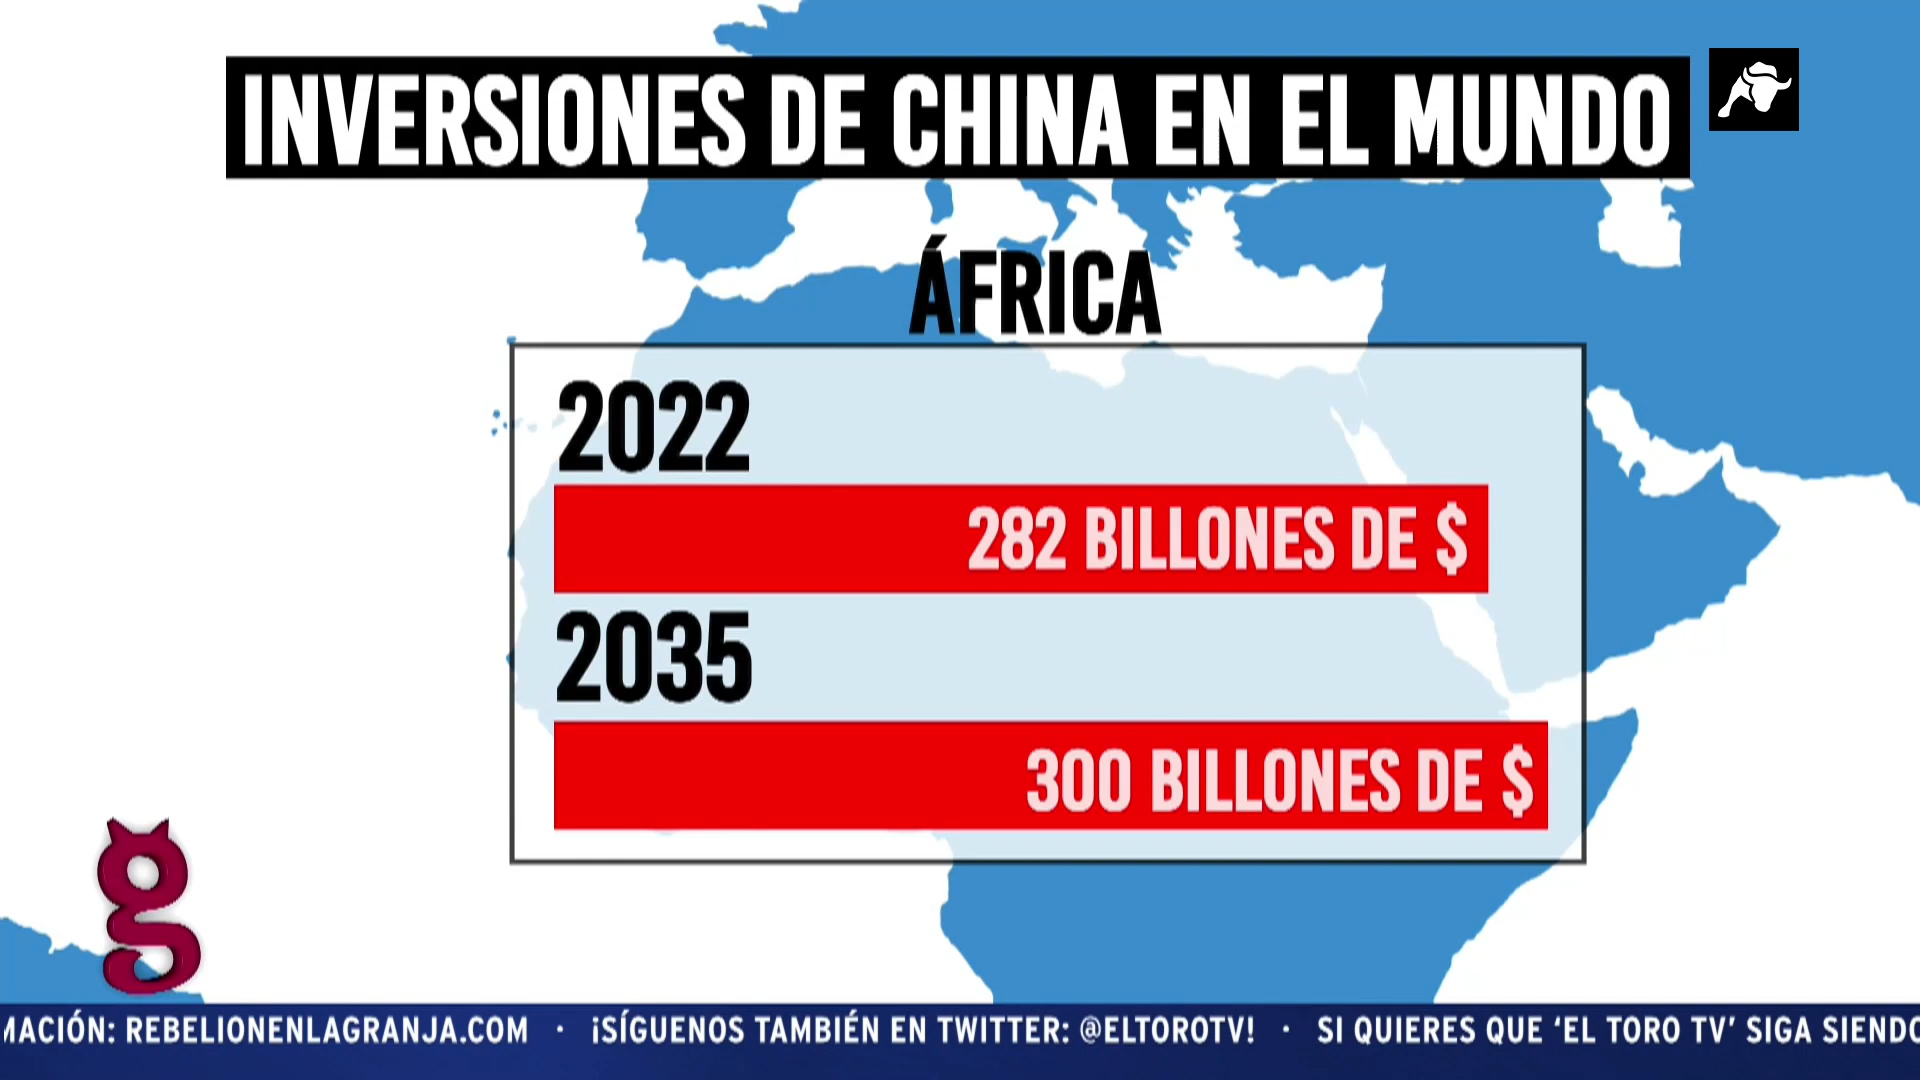 INVERSIONES DE CHINA EN EL MUNDO
ÁFRICA
2022
282 BILLONES DE $
2035
300 BILLONES DE $
g
MACIÓN: REBELIONENLAGRANJA.COM · ¡SÍGUENOS TAMBIÉN EN TWITTER: @ELTOROTV! · SI QUIERES QUE ‘EL TORO TV’ SIGA SIENDO